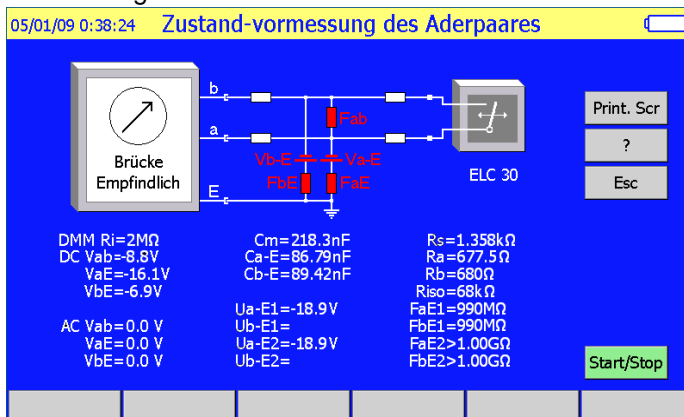 05/01/09 0:38:24 Zustand-vormessung des Aderpaares
b
a
E
Brücke
Empfindlich
Fab
Vb-E
Va-E
FbE
FaE
ELC 30
Print. Scr
?
Esc
DMM Ri=2MΩ
DC Vab=-8.8V
VaE=-16.1V
VbE=-6.9V
AC Vab=0.0 V
VaE=0.0 V
VbE=0.0 V
Cm=218.3nF
Ca-E=86.79nF
Cb-E=89.42nF
Ua-E1=-18.9V
Ub-E1=
Ua-E2=-18.9V
Ub-E2=
Rs=1.358kΩ
Ra=677.5Ω
Rb=680Ω
Riso=68kΩ
FaE1=990MΩ
FbE1=990MΩ
FaE2>1.00GΩ
FbE2>1.00GΩ
Start/Stop